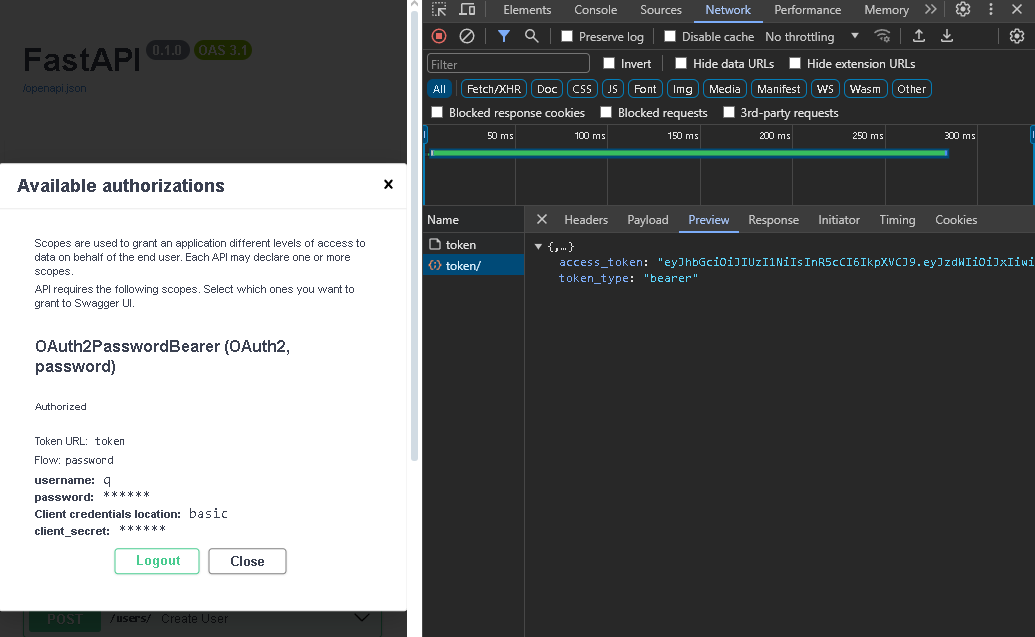 FastAPI 0.1.0 OAS 3.1
/openapi.json
Available authorizations
Scopes are used to grant an application different levels of access to
data on behalf of the end user. Each API may declare one or more
scopes.
API requires the following scopes. Select which ones you want to
grant to Swagger UI.
OAuth2PasswordBearer (OAuth2,
password)
Authorized
Token URL: token
Flow: password
username: q
password: ******
Client credentials location: basic
client_secret: ******
Logout Close
POST /users/ Create User
Elements Console Sources Network Performance Memory
Preserve log Disable cache No throttling
Filter Invert Hide data URLs Hide extension URLs
All Fetch/XHR Doc CSS JS Font Img Media Manifest WS Wasm Other
Blocked response cookies Blocked requests 3rd-party requests
50 ms 100 ms 150 ms 200 ms 250 ms 300 ms
Name
token
token/
Headers Payload Preview Response Initiator Timing Cookies
{,…}
access_token: "eyJhbGciOiJIUzI1NiIsInR5cCI6IkpXVCJ9.eyJzdWIiOiJxIiwi
token_type: "bearer"